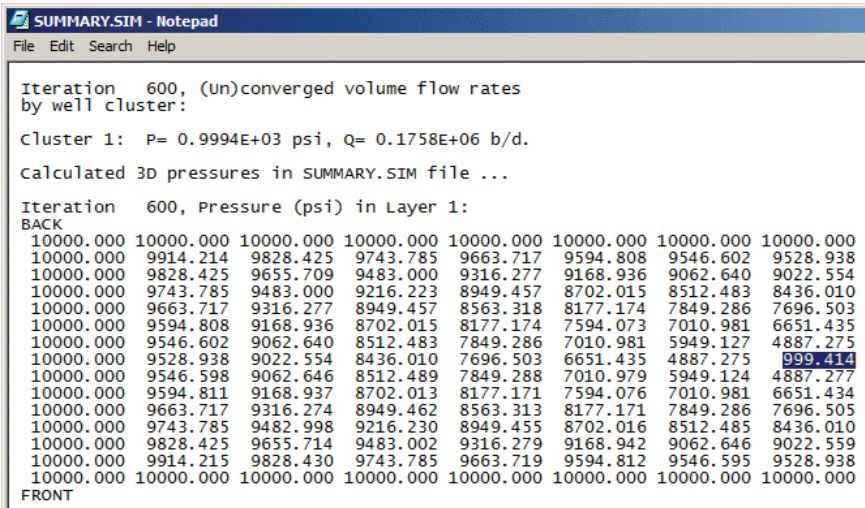 SUMMARY.SIM - Notepad
File Edit Search Help
Iteration 600, (Un)converged volume flow rates
by well cluster:
Cluster 1: P= 0.9994E+03 psi, Q= 0.1758E+06 b/d.
Calculated 3D pressures in SUMMARY.SIM file ...
Iteration 600, Pressure (psi) in Layer 1:
BACK
10000.000 10000.000 10000.000 10000.000 10000.000 10000.000 10000.000 10000.000
10000.000 9914.214 9828.425 9743.785 9663.717 9594.808 9546.602 9528.938
10000.000 9828.425 9655.709 9483.000 9316.277 9168.936 9062.640 9022.554
10000.000 9743.785 9483.000 9216.223 8949.457 8702.015 8512.483 8436.010
10000.000 9663.717 9316.277 8949.457 8563.318 8177.174 7849.286 7696.503
10000.000 9594.808 9168.936 8702.015 8177.174 7594.073 7010.981 6651.435
10000.000 9546.602 9062.640 8512.483 7849.286 7010.981 5949.127 4887.275
10000.000 9528.938 9022.554 8436.010 7696.503 6651.435 4887.275 999.414
10000.000 9546.598 9062.646 8512.489 7849.288 7010.979 5949.124 4887.277
10000.000 9594.811 9168.937 8702.013 8177.171 7594.076 7010.981 6651.434
10000.000 9663.717 9316.274 8949.462 8563.313 8177.171 7849.286 7696.505
10000.000 9743.785 9482.998 9216.230 8949.455 8702.016 8512.485 8436.010
10000.000 9828.425 9655.714 9483.002 9316.279 9168.942 9062.646 9022.559
10000.000 9914.215 9828.430 9743.785 9663.719 9594.812 9546.595 9528.938
10000.000 10000.000 10000.000 10000.000 10000.000 10000.000 10000.000 10000.000
FRONT